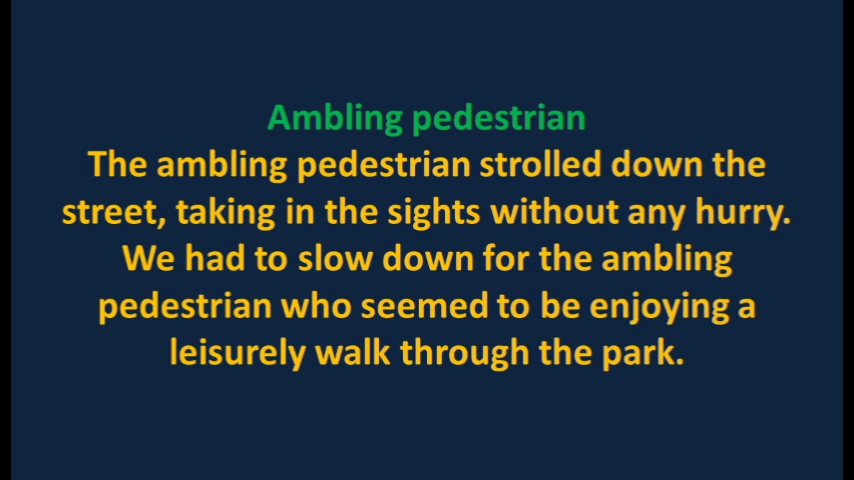 Ambling pedestrian
The ambling pedestrian strolled down the
street, taking in the sights without any hurry.
We had to slow down for the ambling
pedestrian who seemed to be enjoying a
leisurely walk through the park.